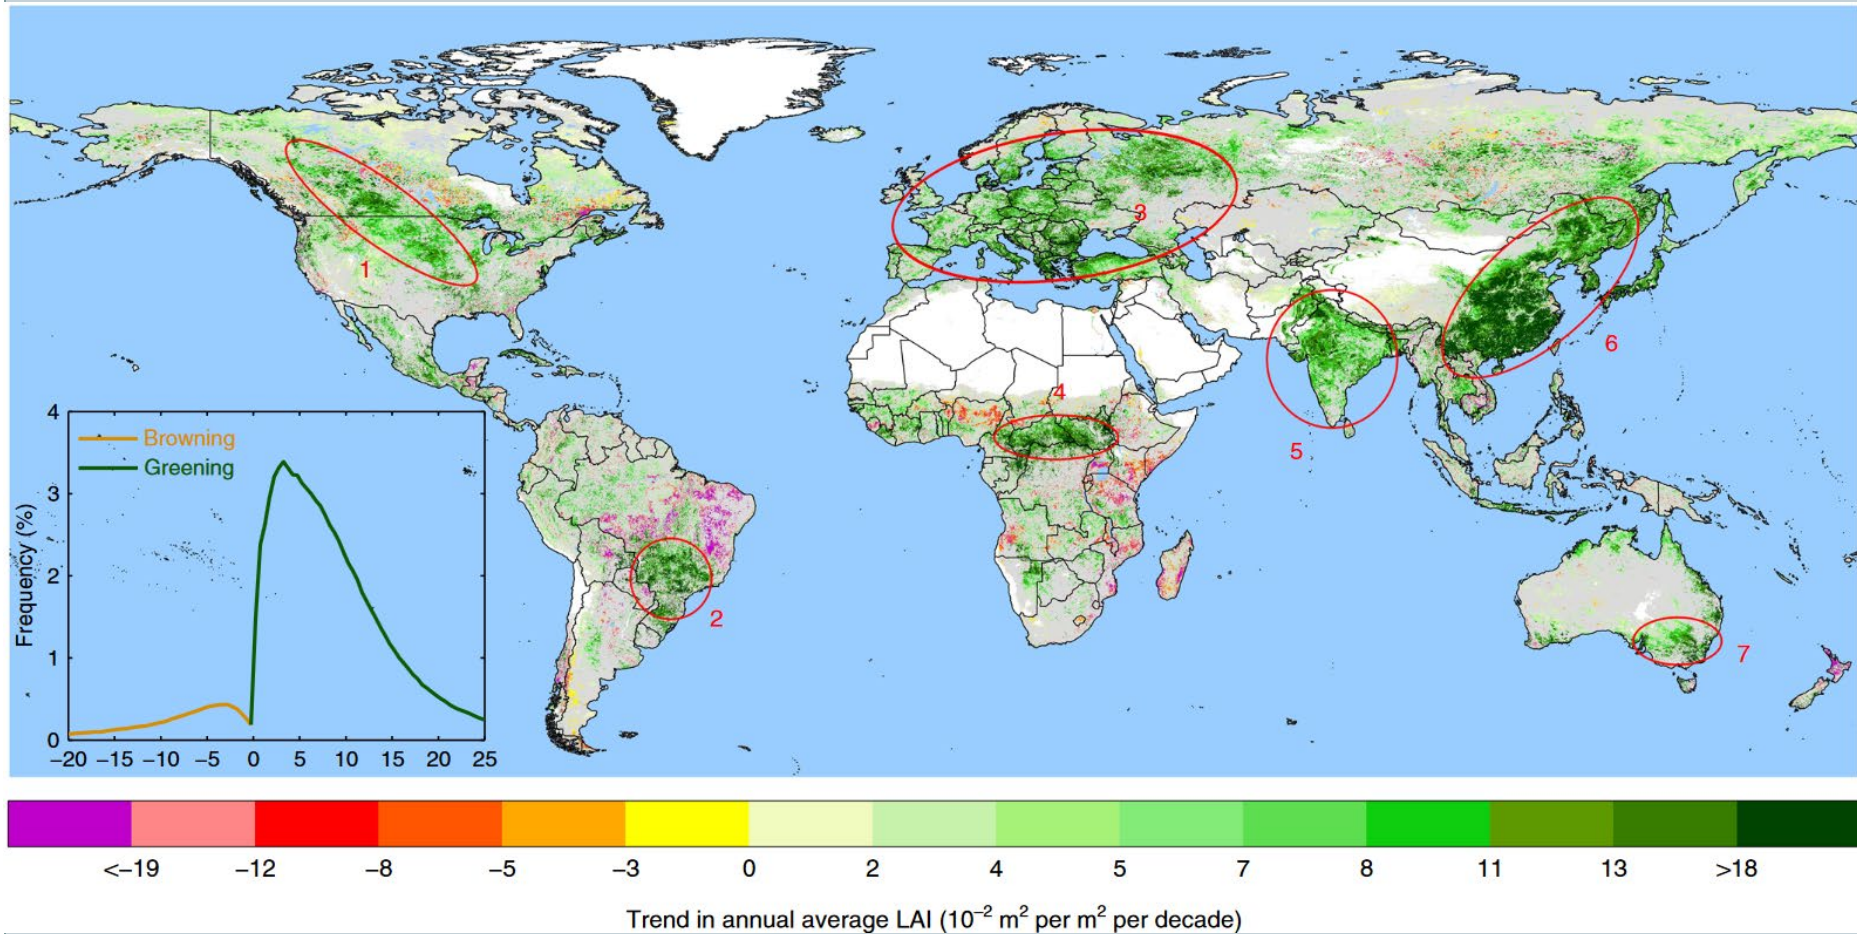 1
2
3
4
5
6
7
Browning
Greening
Frequency (%)
4
3
2
1
0
−20 −15 −10 −5 0 5 10 15 20 25
<−19 −12 −8 −5 −3 0 2 4 5 7 8 11 13 >18
Trend in annual average LAI (10⁻² m² per m² per decade)